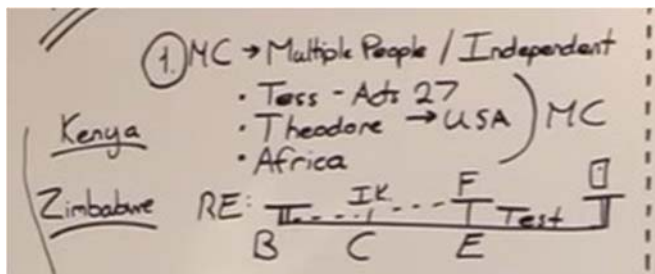 1. MC → Multiple People / Independent
• Tess - Acts 27
Kenya • Theodore → USA ) MC
• Africa
Zimbabwe RE: IK F Test
B C E